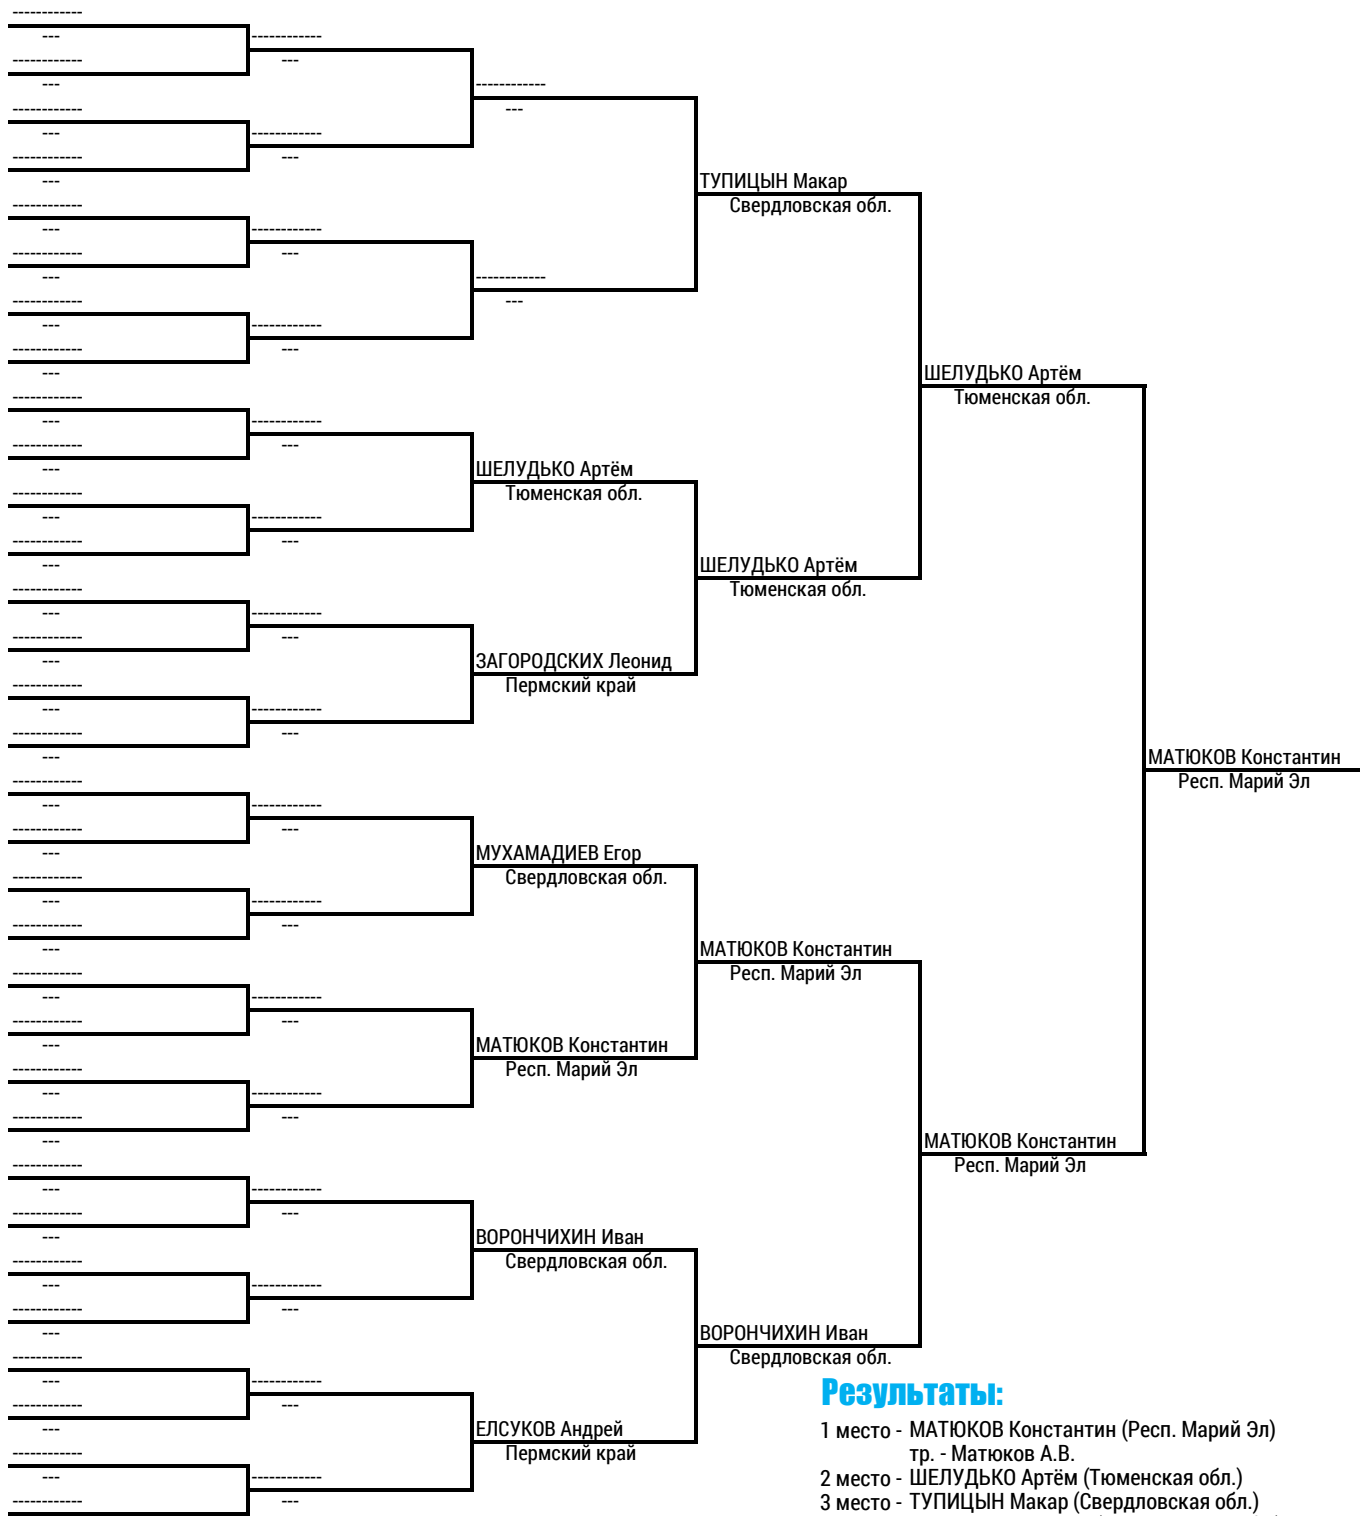 ТУПИЦЫН Макар
Свердловская обл.
ШЕЛУДЬКО Артём
Тюменская обл.
ШЕЛУДЬКО Артём
Тюменская обл.
ШЕЛУДЬКО Артём
Тюменская обл.
ЗАГОРОДСКИХ Леонид
Пермский край
МАТЮКОВ Константин
Респ. Марий Эл
МУХАМАДИЕВ Егор
Свердловская обл.
МАТЮКОВ Константин
Респ. Марий Эл
МАТЮКОВ Константин
Респ. Марий Эл
МАТЮКОВ Константин
Респ. Марий Эл
ВОРОНЧИХИН Иван
Свердловская обл.
ВОРОНЧИХИН Иван
Свердловская обл.
ЕЛСУКОВ Андрей
Пермский край
Результаты:
1 место - МАТЮКОВ Константин (Респ. Марий Эл)
тр. - Матюков А.В.
2 место - ШЕЛУДЬКО Артём (Тюменская обл.)
3 место - ТУПИЦЫН Макар (Свердловская обл.)